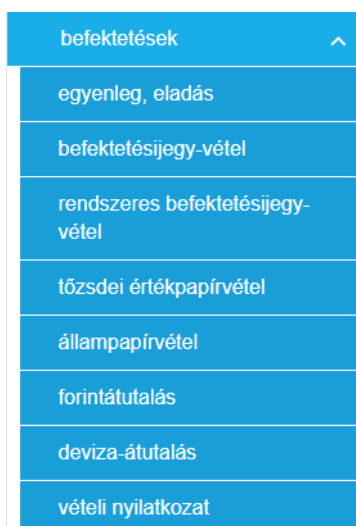 befektetések
egyenleg, eladás
befektetésijegy-vétel
rendszeres befektetésijegy-
vétel
tőzsdei értékpapírvétel
állampapírvétel
forintátutalás
deviza-átutalás
vételi nyilatkozat